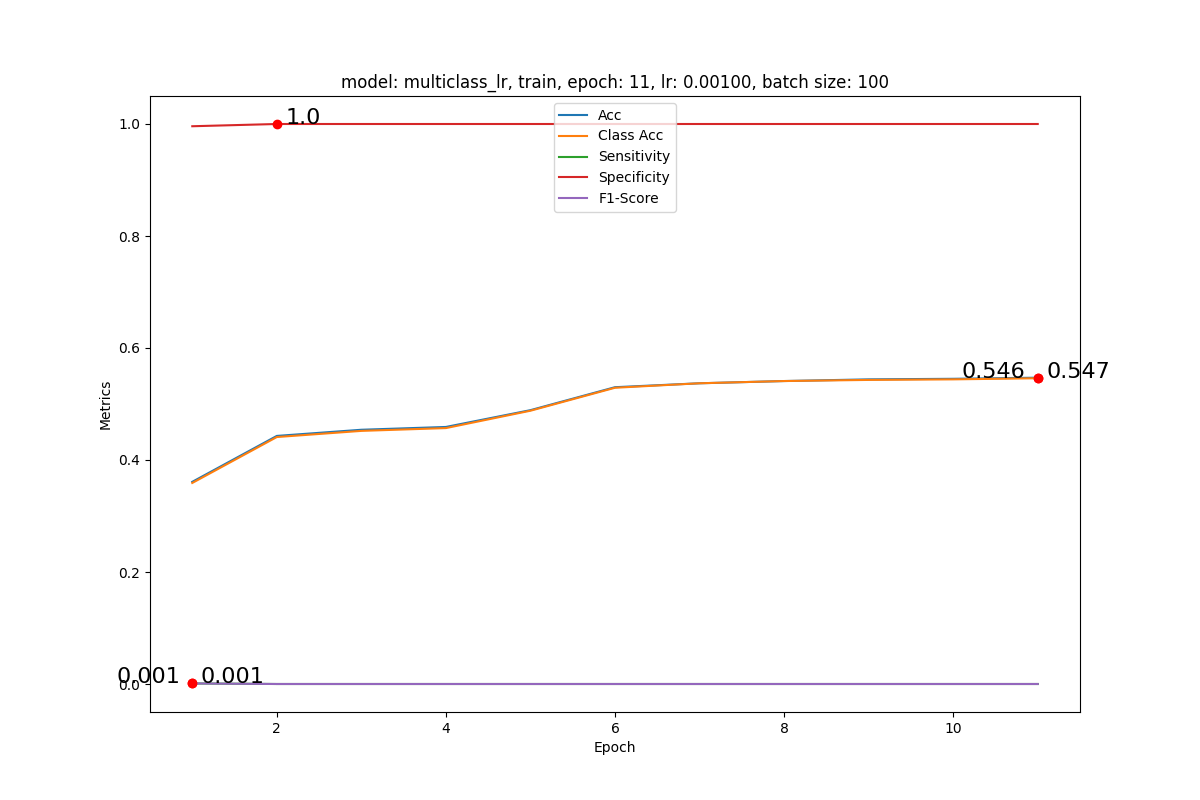 model: multiclass_lr, train, epoch: 11, lr: 0.00100, batch size: 100
1.0
1.0
Acc
Class Acc
Sensitivity
Specificity
F1-Score
0.8
0.6
0.546
0.547
Metrics
0.4
0.2
0.001
0.001
0.0
2
4
6
8
10
Epoch